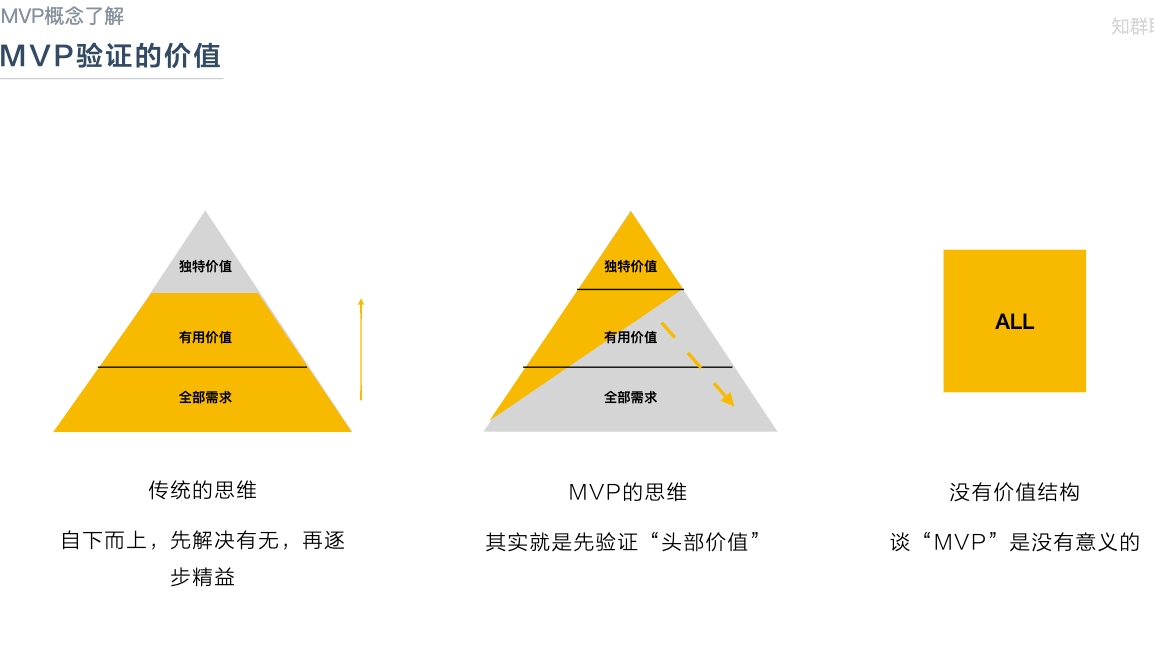 MVP概念了解
知群
MVP验证的价值
独特价值
有用价值
全部需求
独特价值
有用价值
全部需求
ALL
传统的思维
自下而上，先解决有无，再逐
步精益
MVP的思维
其实就是先验证“头部价值”
没有价值结构
谈“MVP”是没有意义的